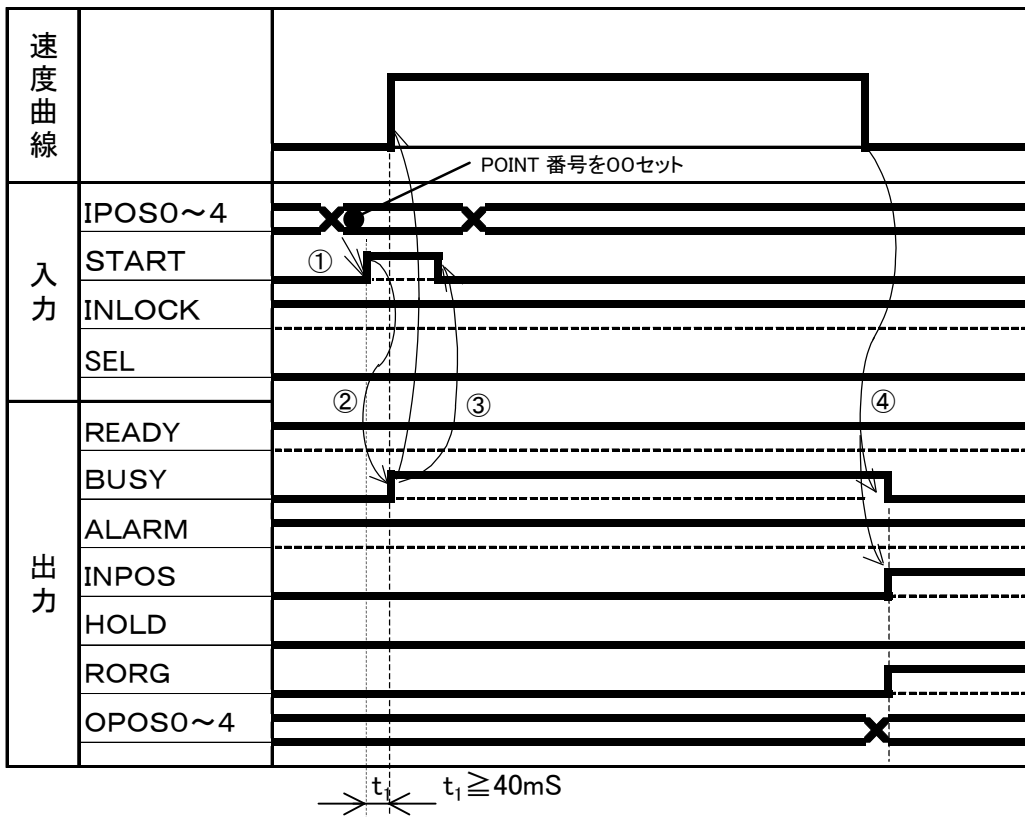 速度曲線
POINT 番号を00セット
入力
IPOS0～4
START
①
INLOCK
SEL
②
③
④
出力
READY
BUSY
ALARM
INPOS
HOLD
RORG
OPOS0～4
t₁
t₁≧40mS